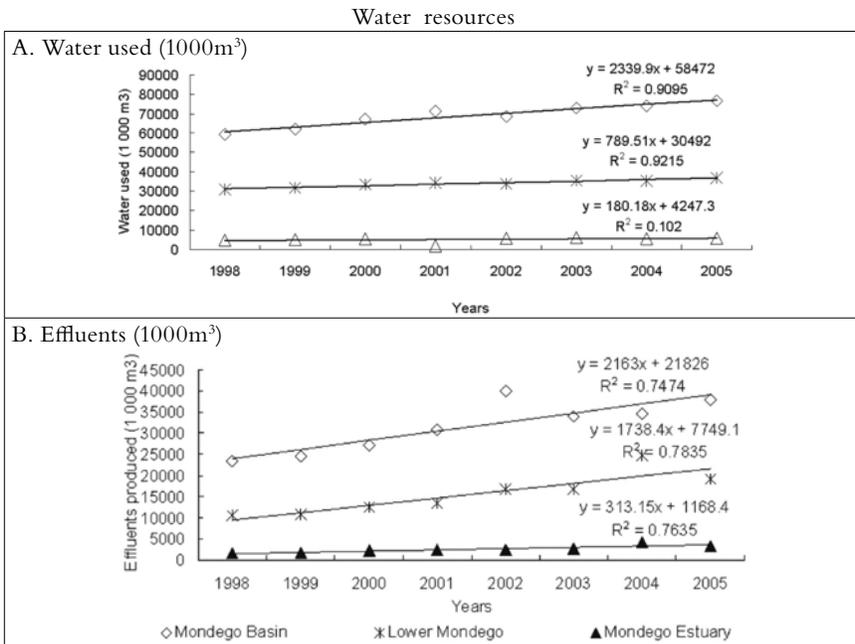 Water resources
A. Water used (1000m³)
Water used (1 000 m3)
90000
80000
70000
60000
50000
40000
30000
20000
10000
0
y = 2339.9x + 58472
R² = 0.9095
y = 789.51x + 30492
R² = 0.9215
y = 180.18x + 4247.3
R² = 0.102
1998 1999 2000 2001 2002 2003 2004 2005
Years
B. Effluents (1000m³)
Effluents produced (1 000 m3)
45000
40000
35000
30000
25000
20000
15000
10000
5000
0
y = 2163x + 21826
R² = 0.7474
y = 1738.4x + 7749.1
R² = 0.7835
y = 313.15x + 1168.4
R² = 0.7635
1998 1999 2000 2001 2002 2003 2004 2005
Years
Mondego Basin Lower Mondego Mondego Estuary